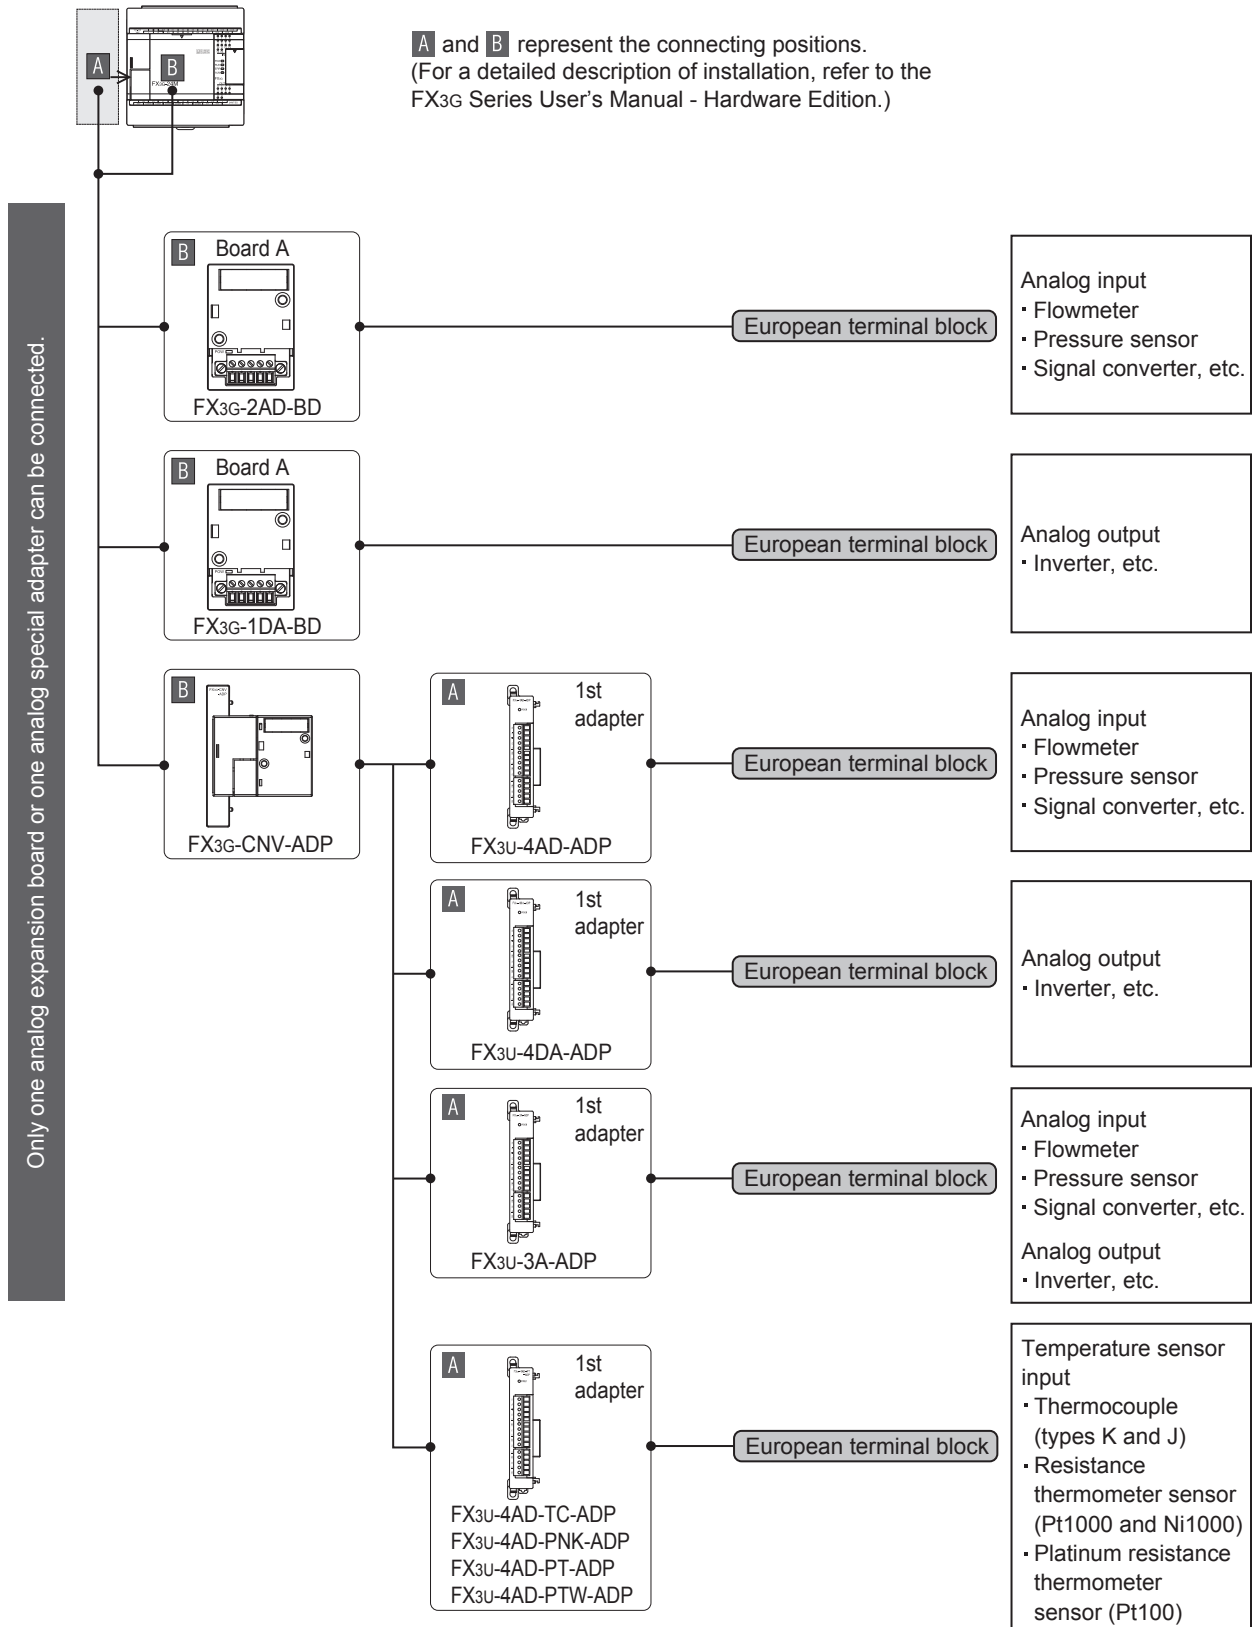 A and B represent the connecting positions.
(For a detailed description of installation, refer to the
FX3G Series User's Manual - Hardware Edition.)
A
B
Only one analog expansion board or one analog special adapter can be connected.
B Board A
FX3G-2AD-BD
European terminal block
Analog input
· Flowmeter
· Pressure sensor
· Signal converter, etc.
B Board A
FX3G-1DA-BD
European terminal block
Analog output
· Inverter, etc.
B
FX3G-CNV-ADP
A 1st
adapter
FX3U-4AD-ADP
European terminal block
Analog input
· Flowmeter
· Pressure sensor
· Signal converter, etc.
A 1st
adapter
FX3U-4DA-ADP
European terminal block
Analog output
· Inverter, etc.
A 1st
adapter
FX3U-3A-ADP
European terminal block
Analog input
· Flowmeter
· Pressure sensor
· Signal converter, etc.
Analog output
· Inverter, etc.
A 1st
adapter
FX3U-4AD-TC-ADP
FX3U-4AD-PNK-ADP
FX3U-4AD-PT-ADP
FX3U-4AD-PTW-ADP
European terminal block
Temperature sensor
input
· Thermocouple
(types K and J)
· Resistance
thermometer sensor
(Pt1000 and Ni1000)
· Platinum resistance
thermometer
sensor (Pt100)